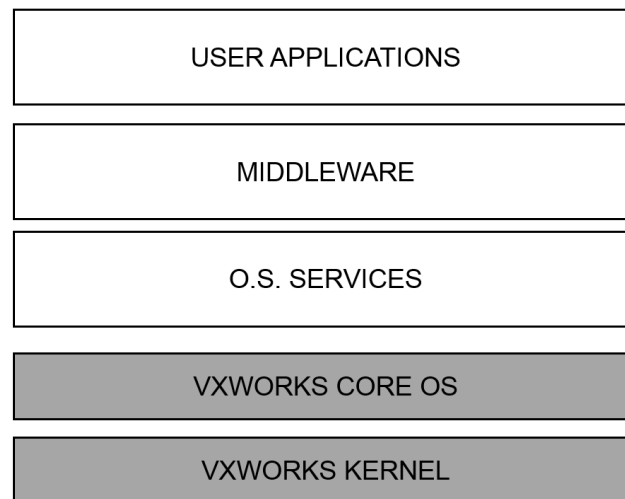 USER APPLICATIONS
MIDDLEWARE
O.S. SERVICES
VXWORKS CORE OS
VXWORKS KERNEL